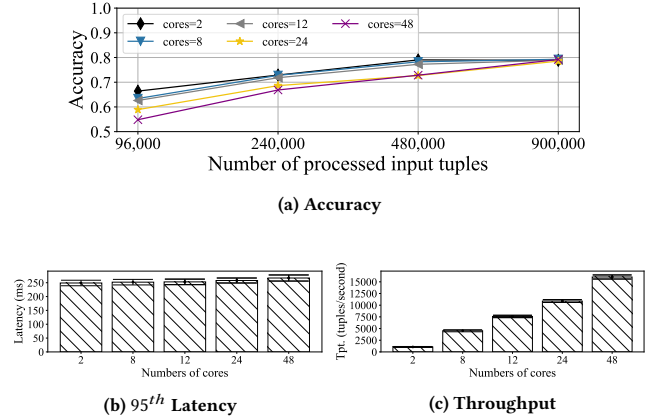 1.0
0.9
0.8
0.7
0.6
0.5
Accuracy
cores=2 cores=12 cores=48
cores=8 cores=24
96,000 240,000 480,000 900,000
Number of processed input tuples
(a) Accuracy
Latency (ms)
250
200
150
100
50
0
2 8 12 24 48
Numbers of cores
(b) 95th Latency
Tpt. (tuples/second)
15000
12500
10000
7500
5000
2500
0
2 8 12 24 48
Numbers of cores
(c) Throughput